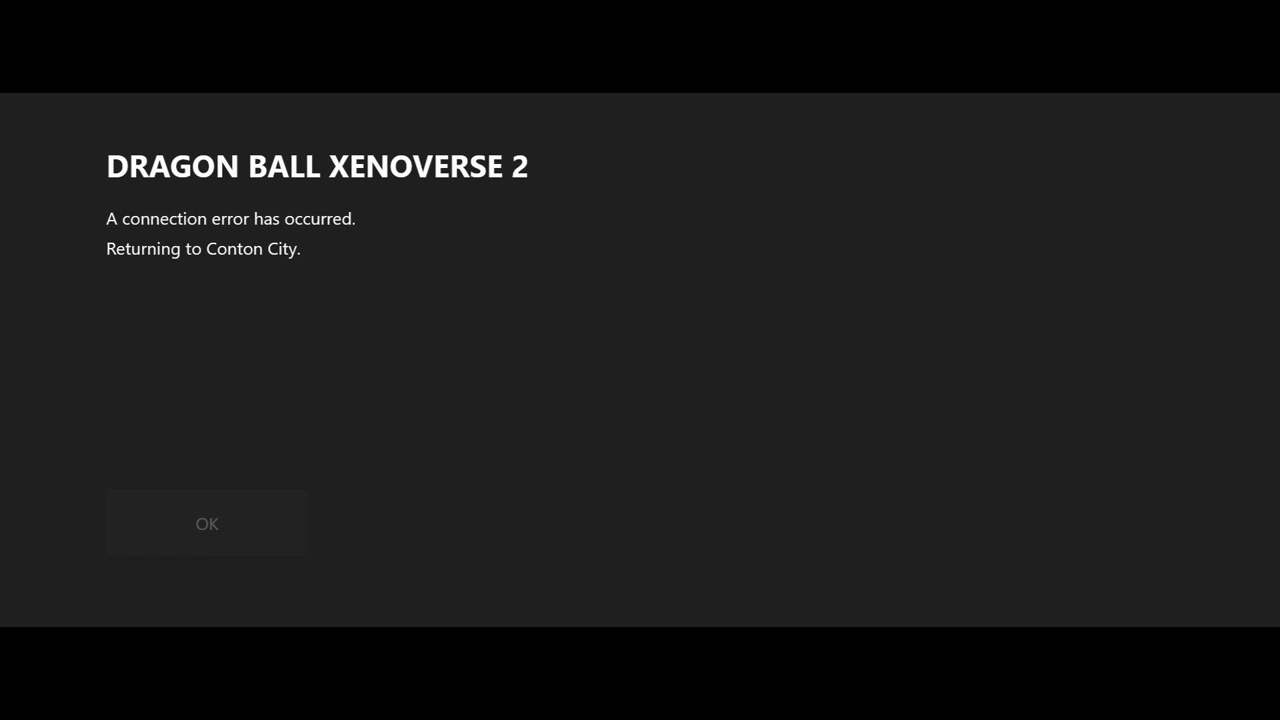 DRAGON BALL XENOVERSE 2
A connection error has occurred.
Returning to Conton City.
OK